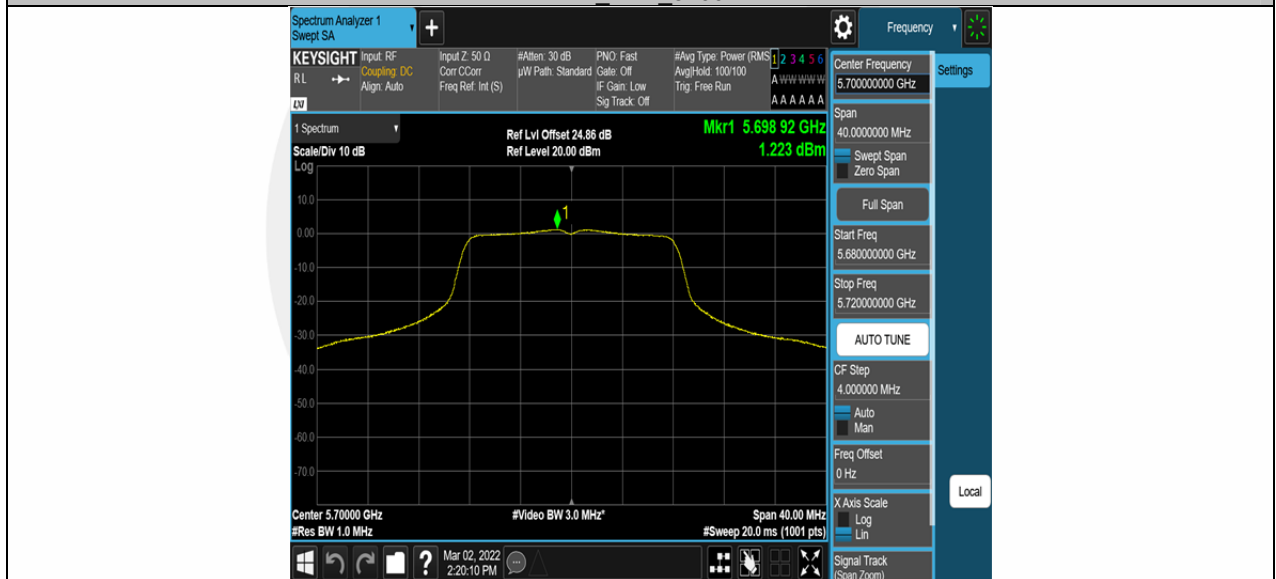 Spectrum Analyzer 1
Swept SA
+
Frequency
KEYSIGHT
RL
LXI
Input: RF
Coupling: DC
Align: Auto
Input Z: 50 Ω
Corr CCorr
Freq Ref: Int (S)
#Atten: 30 dB
µW Path: Standard
PNO: Fast
Gate: Off
IF Gain: Low
Sig Track: Off
#Avg Type: Power (RMS
Avg|Hold: 100/100
Trig: Free Run
1 2 3 4 5 6
A W W W W W
A A A A A A
1 Spectrum
Scale/Div 10 dB
Log
Ref Lvl Offset 24.86 dB
Ref Level 20.00 dBm
Mkr1 5.698 92 GHz
1.223 dBm
10.0
0.00
-10.0
-20.0
-30.0
-40.0
-50.0
-60.0
-70.0
1
Center 5.70000 GHz
#Res BW 1.0 MHz
#Video BW 3.0 MHz*
Span 40.00 MHz
#Sweep 20.0 ms (1001 pts)
?
Mar 02, 2022
2:20:10 PM
Center Frequency
5.700000000 GHz
Span
40.0000000 MHz
Swept Span
Zero Span
Full Span
Start Freq
5.680000000 GHz
Stop Freq
5.720000000 GHz
AUTO TUNE
CF Step
4.000000 MHz
Auto
Man
Freq Offset
0 Hz
X Axis Scale
Log
Lin
Signal Track
(Span Zoom)
Settings
Local